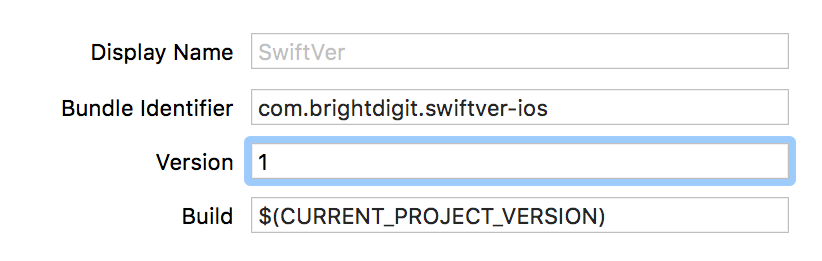 Display Name SwiftVer
Bundle Identifier com.brightdigit.swiftver-ios
Version 1
Build $(CURRENT_PROJECT_VERSION)